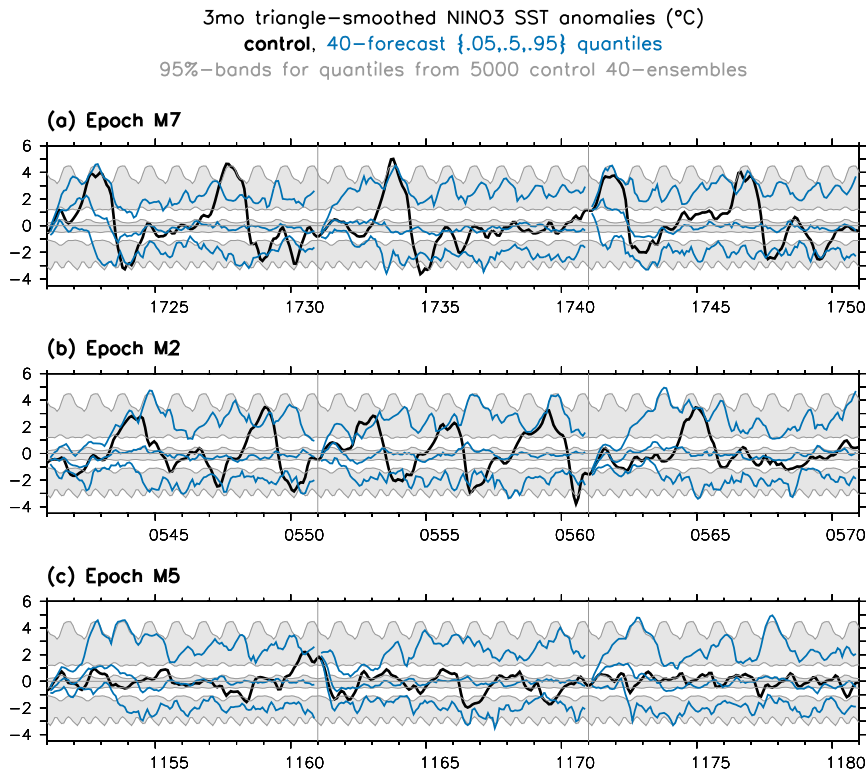 3mo triangle-smoothed NINO3 SST anomalies (°C)
control, 40-forecast {.05,.5,.95} quantiles
95%-bands for quantiles from 5000 control 40-ensembles
(a) Epoch M7
6
4
2
0
-2
-4
1725 1730 1735 1740 1745 1750
(b) Epoch M2
6
4
2
0
-2
-4
0545 0550 0555 0560 0565 0570
(c) Epoch M5
6
4
2
0
-2
-4
1155 1160 1165 1170 1175 1180